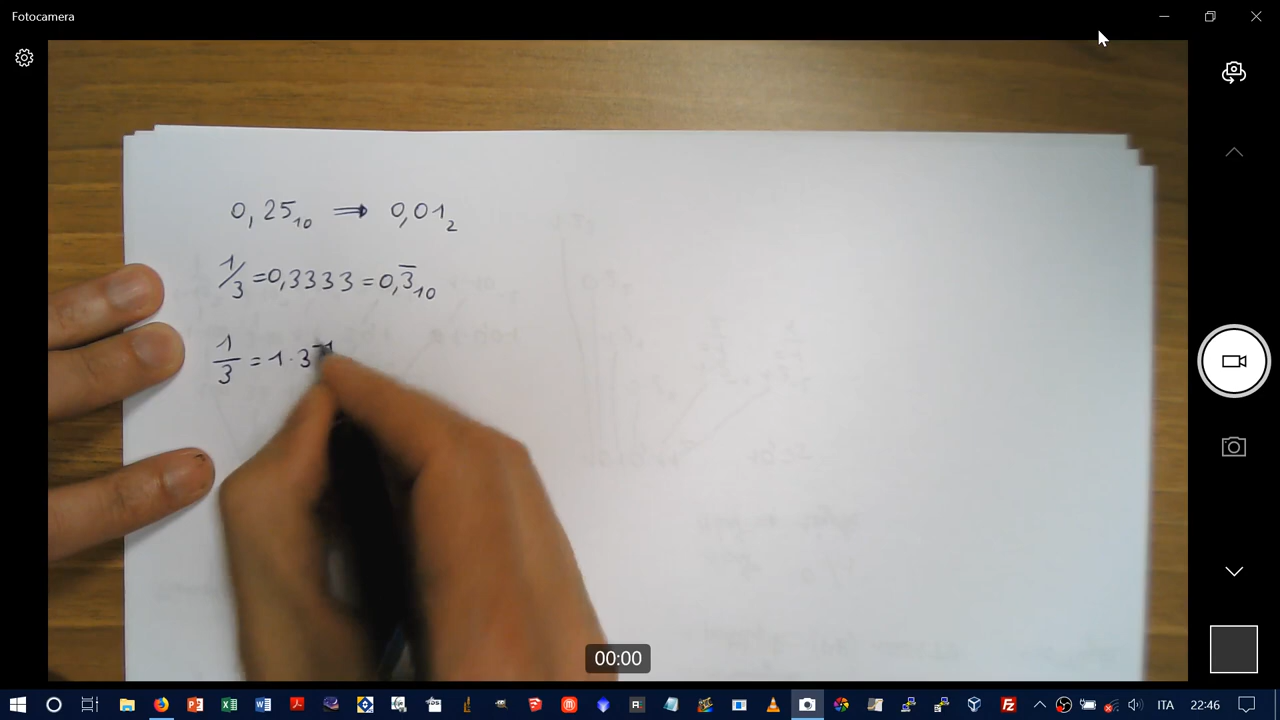 Fotocamera
0,25₁₀ ⟹ 0,01₂
1/3 = 0,3333 = 0,3̅₁₀
1/3 = 1·3⁻¹
00:00
ITA
22:46